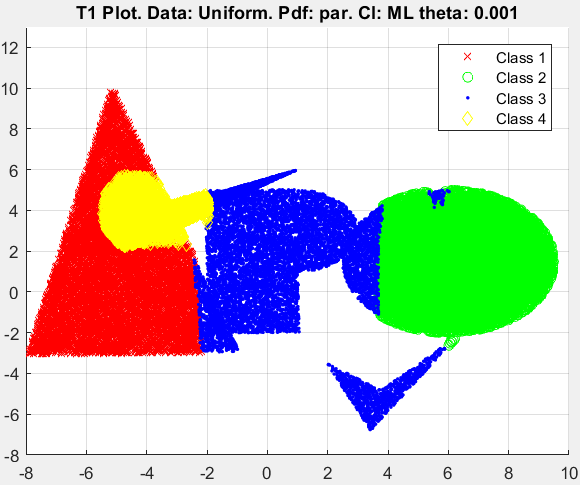 T1 Plot. Data: Uniform. Pdf: par. Cl: ML theta: 0.001
Class 1
Class 2
Class 3
Class 4
12
10
8
6
4
2
0
-2
-4
-6
-8
-8 -6 -4 -2 0 2 4 6 8 10